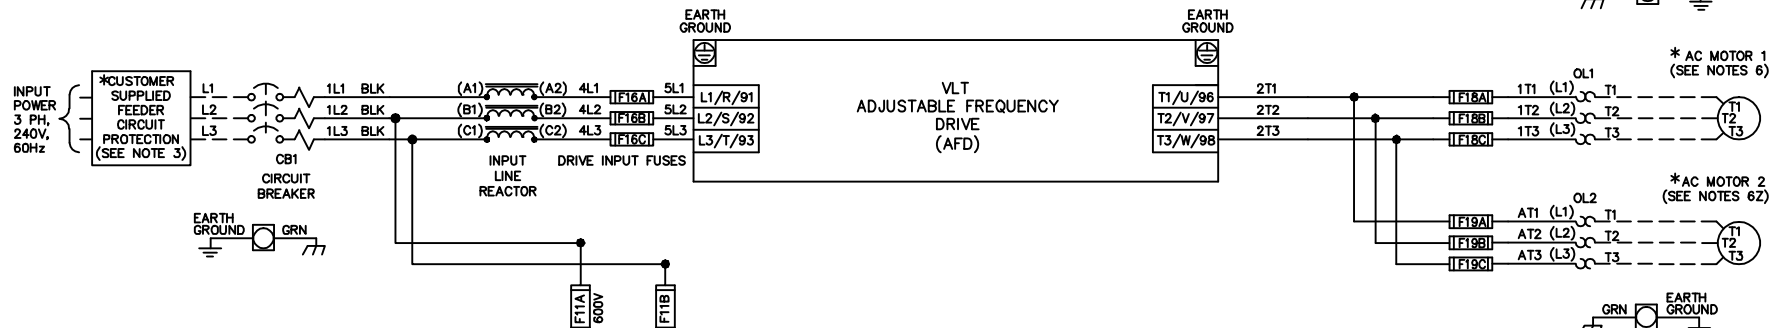 EARTH
GROUND
EARTH
GROUND
INPUT
POWER
3 PH,
240V,
60Hz
*CUSTOMER
SUPPLIED
FEEDER
CIRCUIT
PROTECTION
(SEE NOTE 3)
L1
L2
L3
CB1
CIRCUIT
BREAKER
1L1 BLK
1L2 BLK
1L3 BLK
(A1) (A2) 4L1
(B1) (B2) 4L2
(C1) (C2) 4L3
INPUT
LINE
REACTOR
F16A
F16B
F16C
DRIVE INPUT FUSES
5L1
5L2
5L3
L1/R/91
L2/S/92
L3/T/93
VLT
ADJUSTABLE FREQUENCY
DRIVE
(AFD)
T1/U/96
T2/V/97
T3/W/98
2T1
2T2
2T3
F18A
F18B
F18C
OL1
1T1 (L1) T1
1T2 (L2) T2
1T3 (L3) T3
* AC MOTOR 1
(SEE NOTES 6)
T1
T2
T3
F19A
F19B
F19C
OL2
AT1 (L1) T1
AT2 (L2) T2
AT3 (L3) T3
* AC MOTOR 2
(SEE NOTES 6Z)
T1
T2
T3
EARTH
GROUND GRN
F11A
600V
F11B
GRN EARTH
GROUND